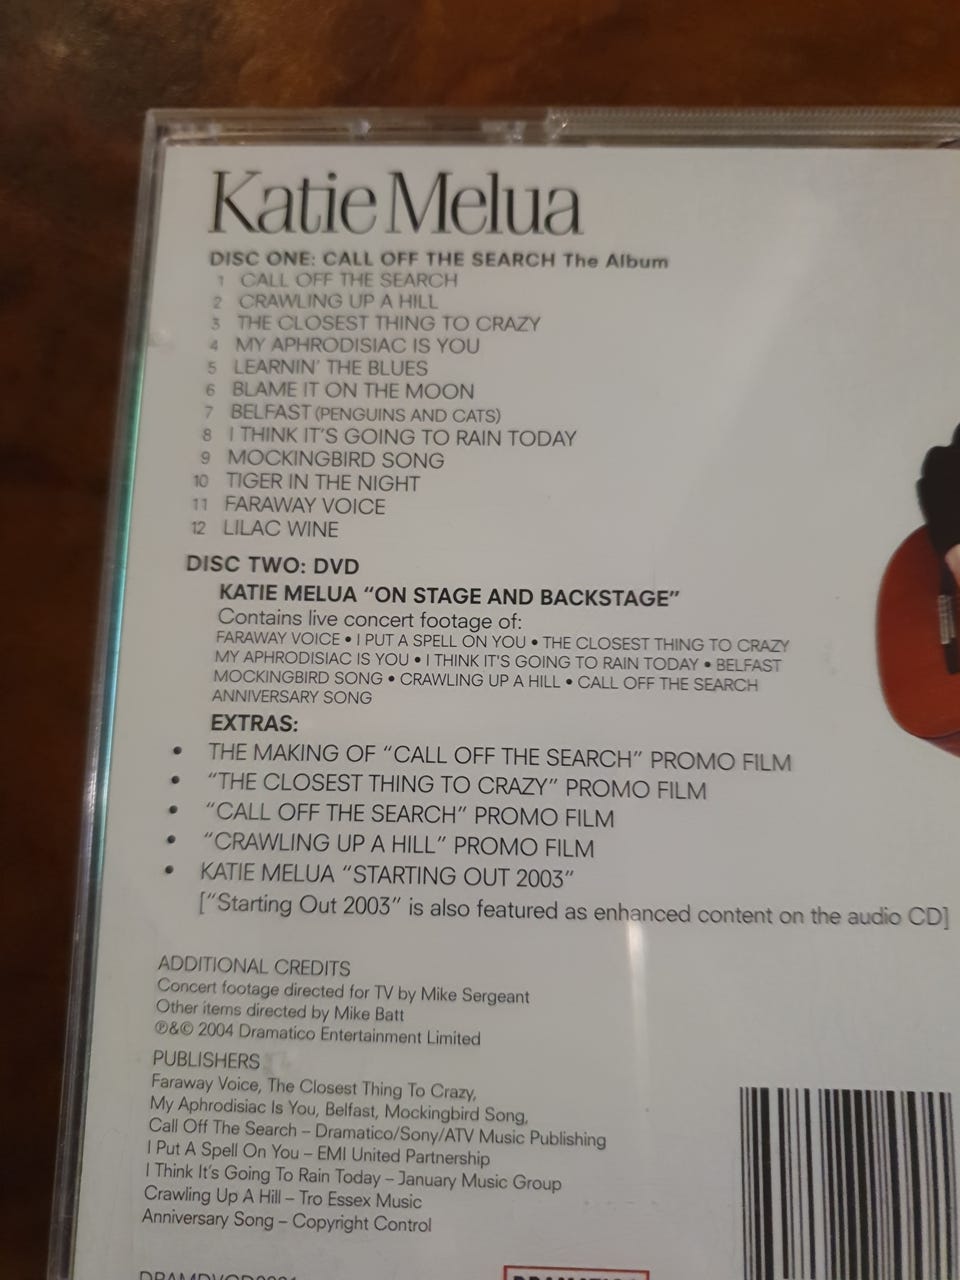 Katie Melua
DISC ONE: CALL OFF THE SEARCH The Album
1 CALL OFF THE SEARCH
2 CRAWLING UP A HILL
3 THE CLOSEST THING TO CRAZY
4 MY APHRODISIAC IS YOU
5 LEARNIN' THE BLUES
6 BLAME IT ON THE MOON
7 BELFAST (PENGUINS AND CATS)
8 I THINK IT'S GOING TO RAIN TODAY
9 MOCKINGBIRD SONG
10 TIGER IN THE NIGHT
11 FARAWAY VOICE
12 LILAC WINE
DISC TWO: DVD
KATIE MELUA "ON STAGE AND BACKSTAGE"
Contains live concert footage of:
FARAWAY VOICE • I PUT A SPELL ON YOU • THE CLOSEST THING TO CRAZY
MY APHRODISIAC IS YOU • I THINK IT'S GOING TO RAIN TODAY • BELFAST
MOCKINGBIRD SONG • CRAWLING UP A HILL • CALL OFF THE SEARCH
ANNIVERSARY SONG
EXTRAS:
• THE MAKING OF "CALL OFF THE SEARCH" PROMO FILM
• "THE CLOSEST THING TO CRAZY" PROMO FILM
• "CALL OFF THE SEARCH" PROMO FILM
• "CRAWLING UP A HILL" PROMO FILM
• KATIE MELUA "STARTING OUT 2003"
["Starting Out 2003" is also featured as enhanced content on the audio CD]
ADDITIONAL CREDITS
Concert footage directed for TV by Mike Sergeant
Other items directed by Mike Batt
℗&© 2004 Dramatico Entertainment Limited
PUBLISHERS
Faraway Voice, The Closest Thing To Crazy,
My Aphrodisiac Is You, Belfast, Mockingbird Song,
Call Off The Search – Dramatico/Sony/ATV Music Publishing
I Put A Spell On You – EMI United Partnership
I Think It's Going To Rain Today – January Music Group
Crawling Up A Hill – Tro Essex Music
Anniversary Song – Copyright Control